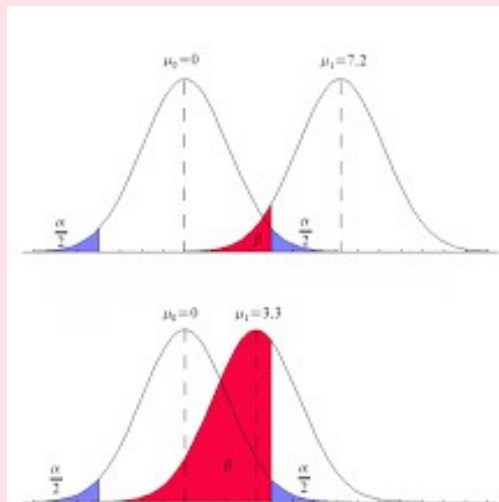 μ₀=0 μ₁=7.2
α/2 β α/2
μ₀=0 μ₁=3.3
α/2 β α/2